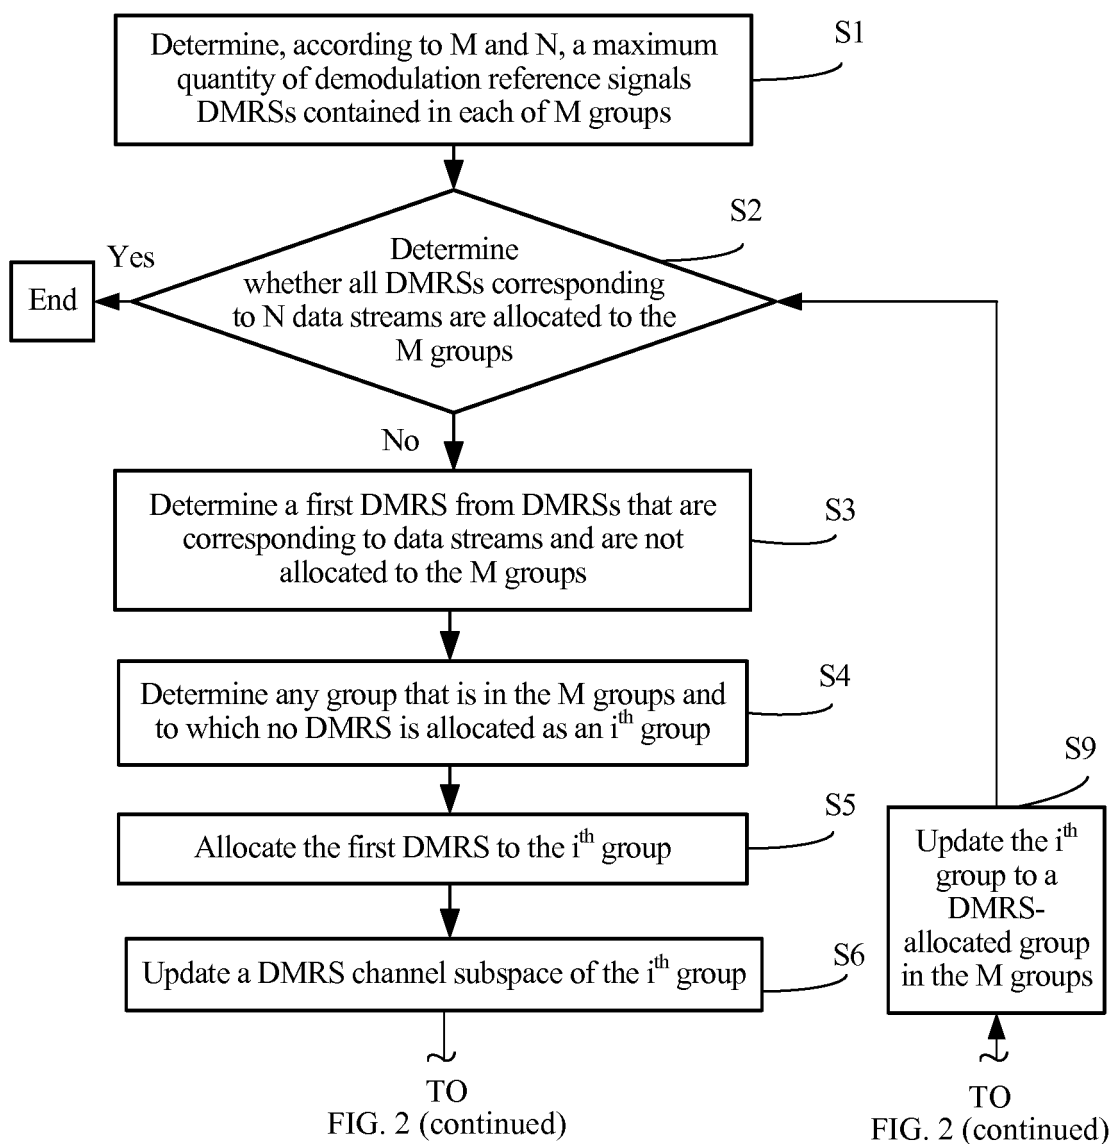 Determine, according to M and N, a maximum
quantity of demodulation reference signals
DMRSs contained in each of M groups
S1
S2
Determine
whether all DMRSs corresponding
to N data streams are allocated to the
M groups
Yes
End
No
Determine a first DMRS from DMRSs that are
corresponding to data streams and are not
allocated to the M groups
S3
Determine any group that is in the M groups and
to which no DMRS is allocated as an ith group
S4
Allocate the first DMRS to the ith group
S5
Update a DMRS channel subspace of the ith group
S6
TO
FIG. 2 (continued)
S9
Update the ith
group to a
DMRS-
allocated group
in the M groups
TO
FIG. 2 (continued)